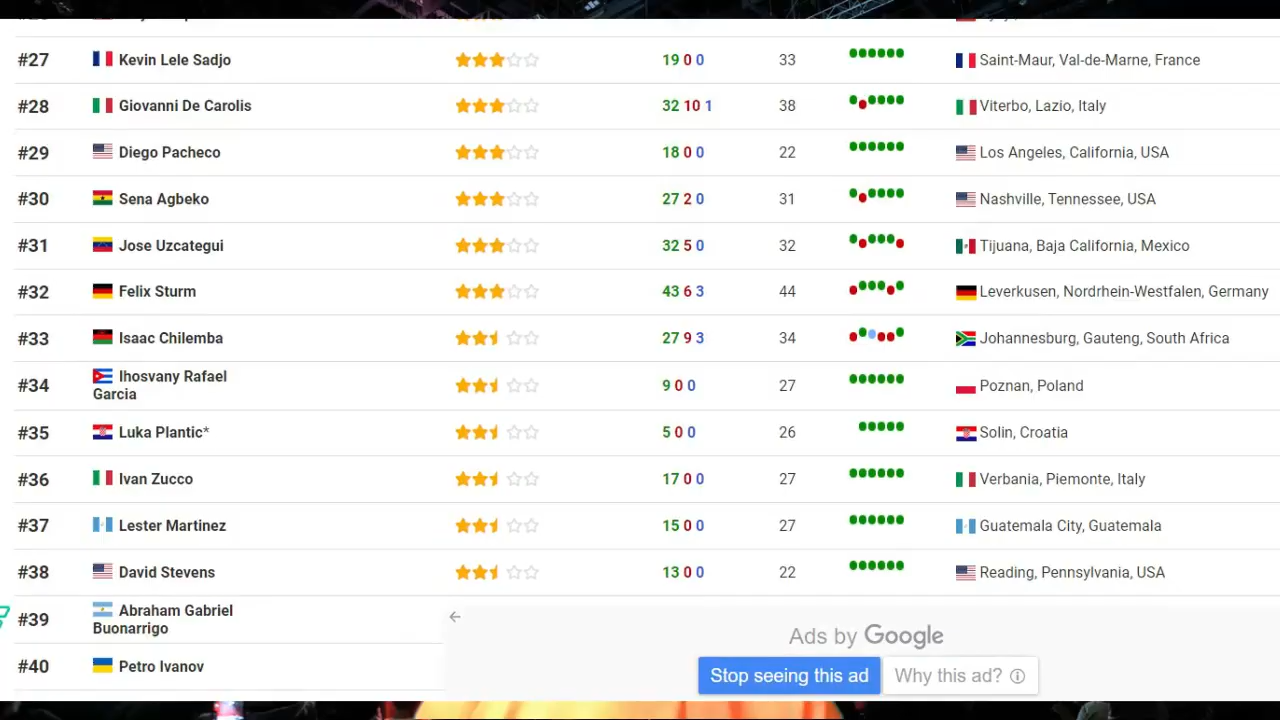 #27 Kevin Lele Sadjo 19 0 0 33 Saint-Maur, Val-de-Marne, France
#28 Giovanni De Carolis 32 10 1 38 Viterbo, Lazio, Italy
#29 Diego Pacheco 18 0 0 22 Los Angeles, California, USA
#30 Sena Agbeko 27 2 0 31 Nashville, Tennessee, USA
#31 Jose Uzcategui 32 5 0 32 Tijuana, Baja California, Mexico
#32 Felix Sturm 43 6 3 44 Leverkusen, Nordrhein-Westfalen, Germany
#33 Isaac Chilemba 27 9 3 34 Johannesburg, Gauteng, South Africa
#34 Ihosvany Rafael
Garcia 9 0 0 27 Poznan, Poland
#35 Luka Plantic* 5 0 0 26 Solin, Croatia
#36 Ivan Zucco 17 0 0 27 Verbania, Piemonte, Italy
#37 Lester Martinez 15 0 0 27 Guatemala City, Guatemala
#38 David Stevens 13 0 0 22 Reading, Pennsylvania, USA
#39 Abraham Gabriel
Buonarrigo
#40 Petro Ivanov
Ads by Google
Stop seeing this ad Why this ad?